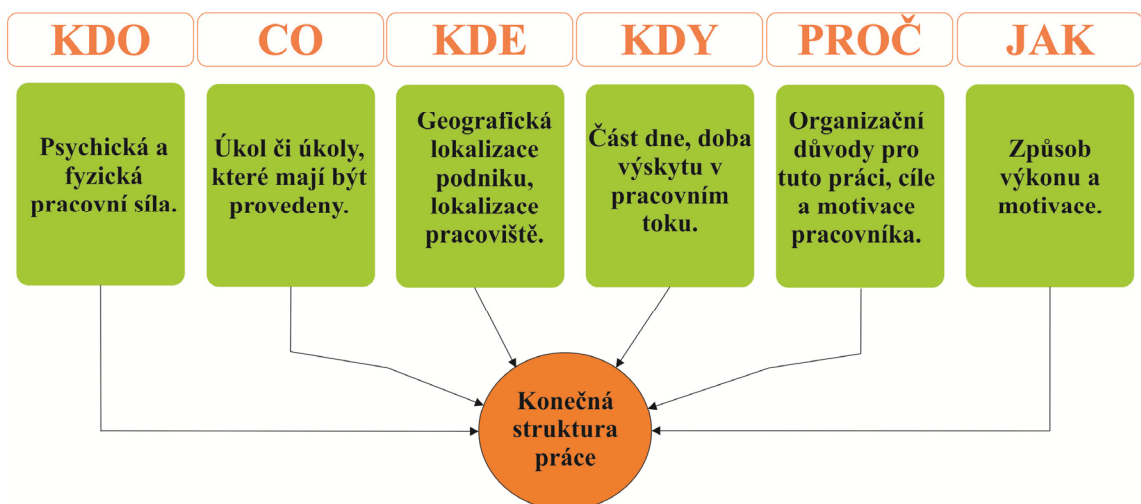 KDO
CO
KDE
KDY
PROČ
JAK
Psychická a
fyzická
pracovní síla.
Úkol či úkoly,
které mají být
provedeny.
Geografická
lokalizace
podniku,
lokalizace
pracoviště.
Část dne, doba
výskytu v
pracovním
toku.
Organizační
důvody pro
tuto práci, cíle
a motivace
pracovníka.
Způsob
výkonu a
motivace.
Konečná
struktura
práce